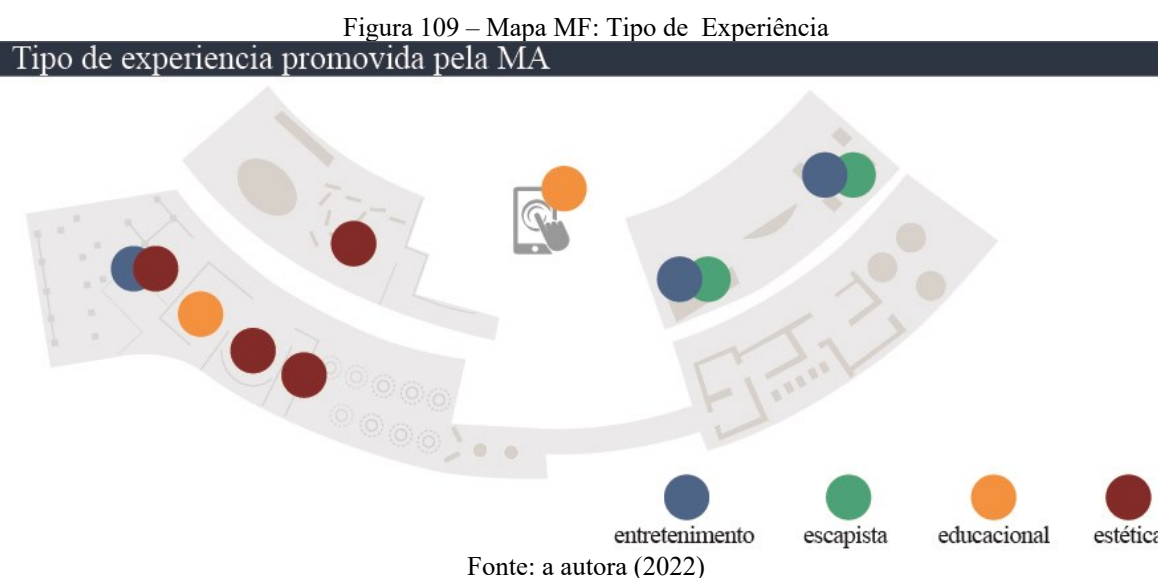 Figura 109 – Mapa MF: Tipo de Experiência
Tipo de experiencia promovida pela MA
entretenimento escapista educacional estética
Fonte: a autora (2022)